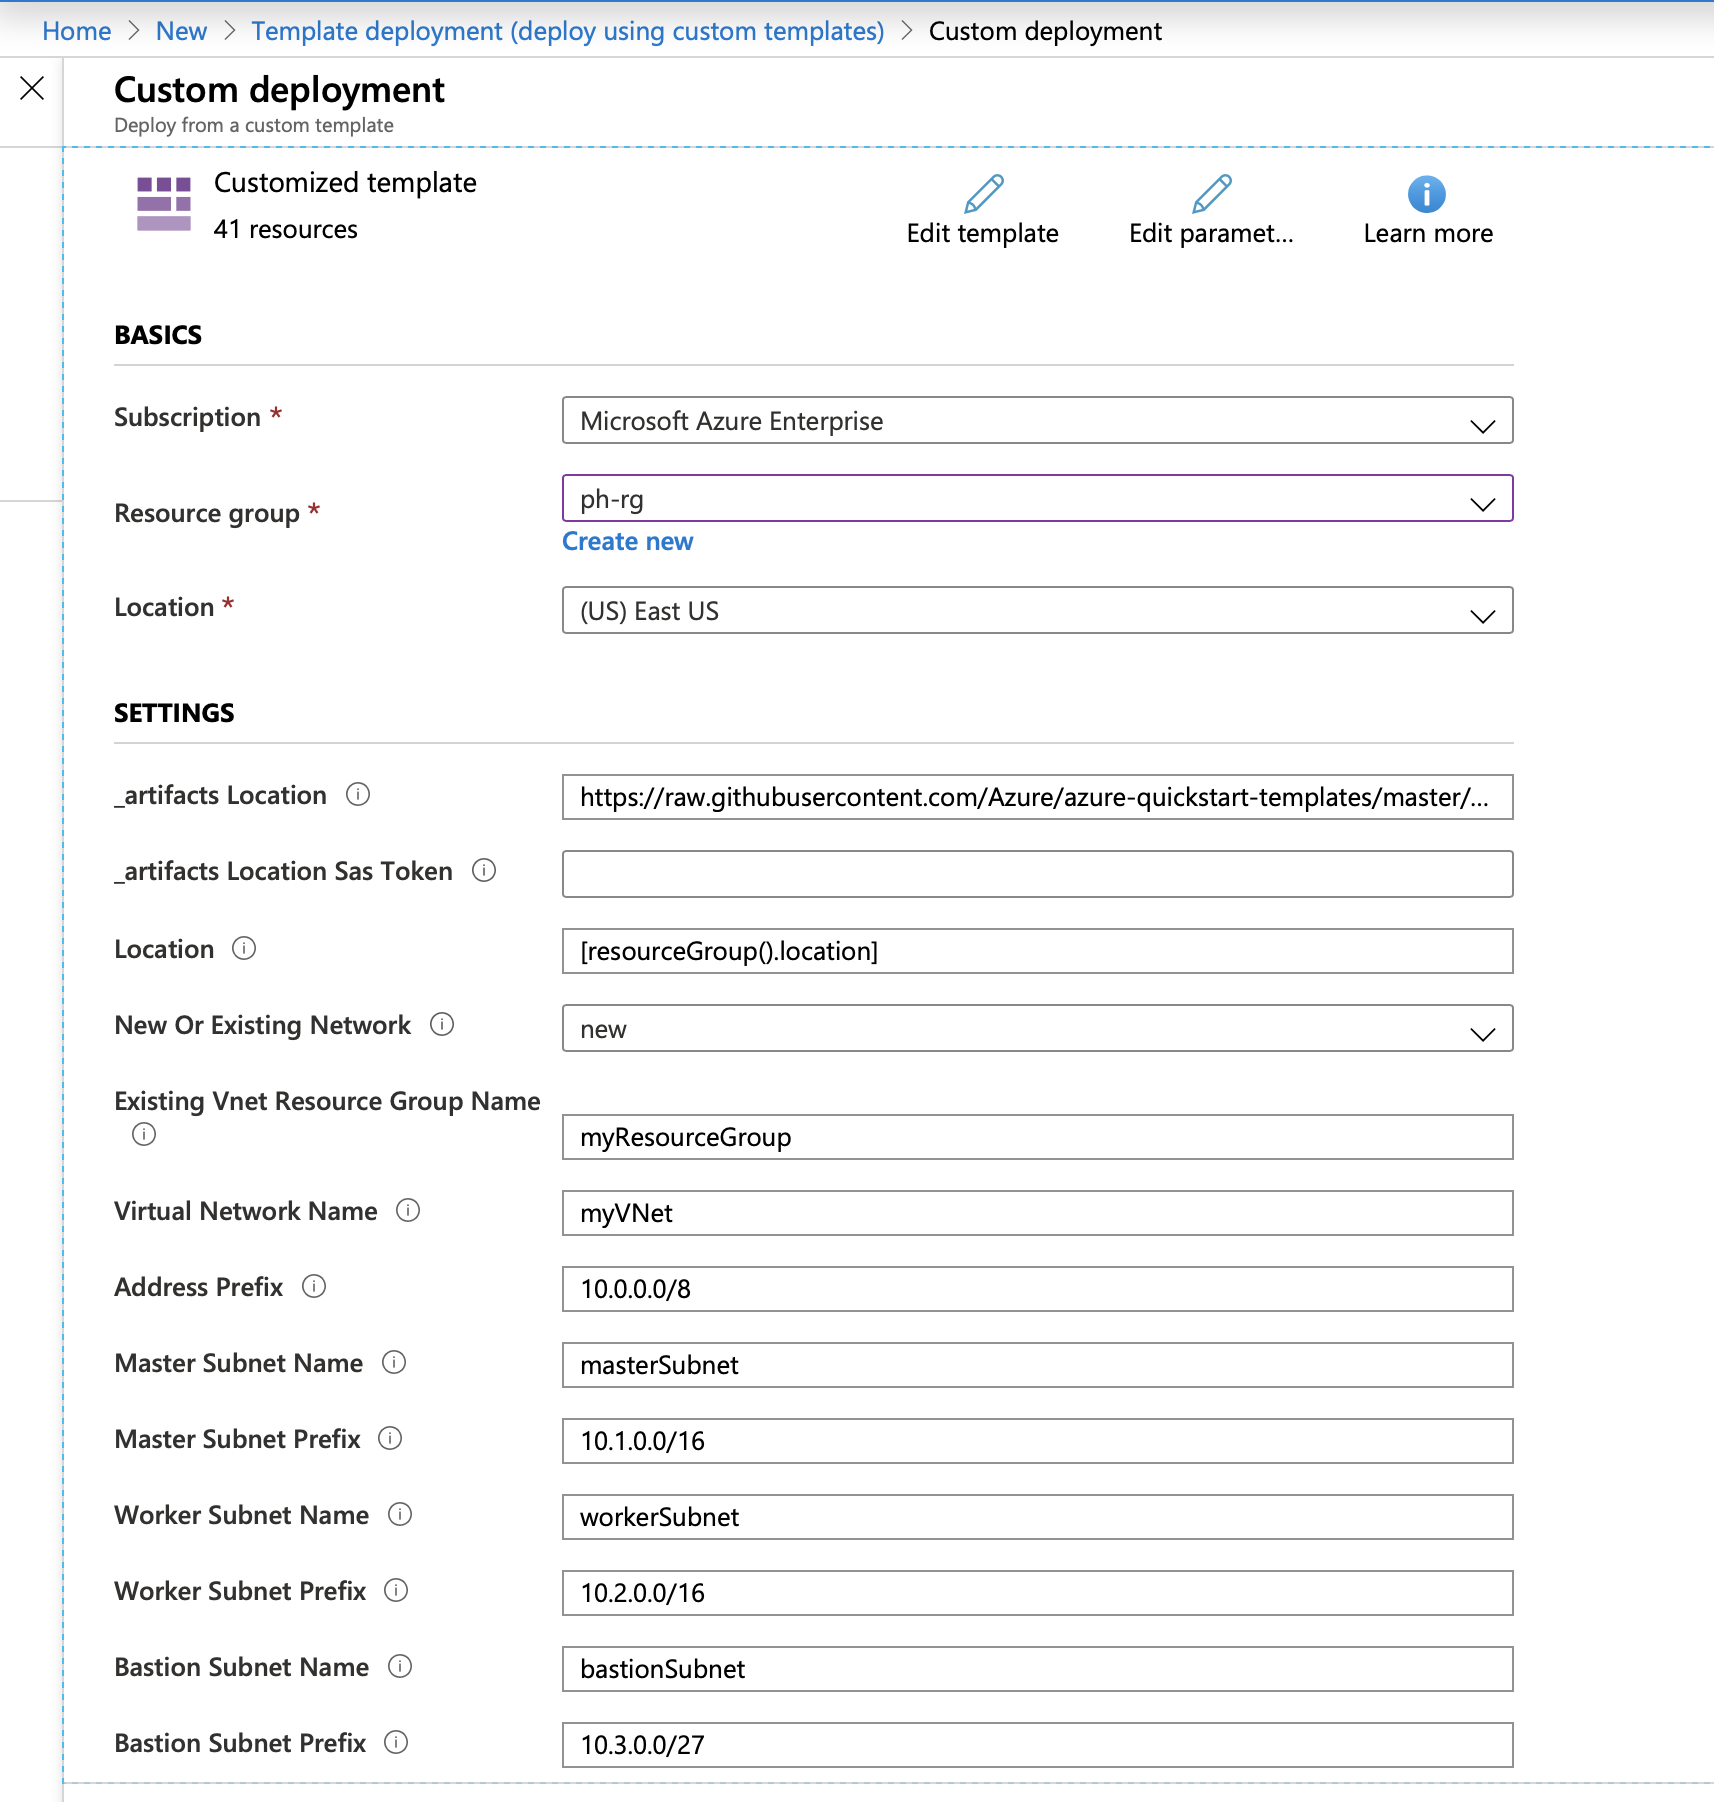 Home > New > Template deployment (deploy using custom templates) > Custom deployment
Custom deployment
Deploy from a custom template
Customized template
41 resources
Edit template
Edit paramet...
Learn more
BASICS
Subscription *
Microsoft Azure Enterprise
Resource group *
ph-rg
Create new
Location *
(US) East US
SETTINGS
_artifacts Location
https://raw.githubusercontent.com/Azure/azure-quickstart-templates/master/...
_artifacts Location Sas Token
Location
[resourceGroup().location]
New Or Existing Network
new
Existing Vnet Resource Group Name
myResourceGroup
Virtual Network Name
myVNet
Address Prefix
10.0.0.0/8
Master Subnet Name
masterSubnet
Master Subnet Prefix
10.1.0.0/16
Worker Subnet Name
workerSubnet
Worker Subnet Prefix
10.2.0.0/16
Bastion Subnet Name
bastionSubnet
Bastion Subnet Prefix
10.3.0.0/27